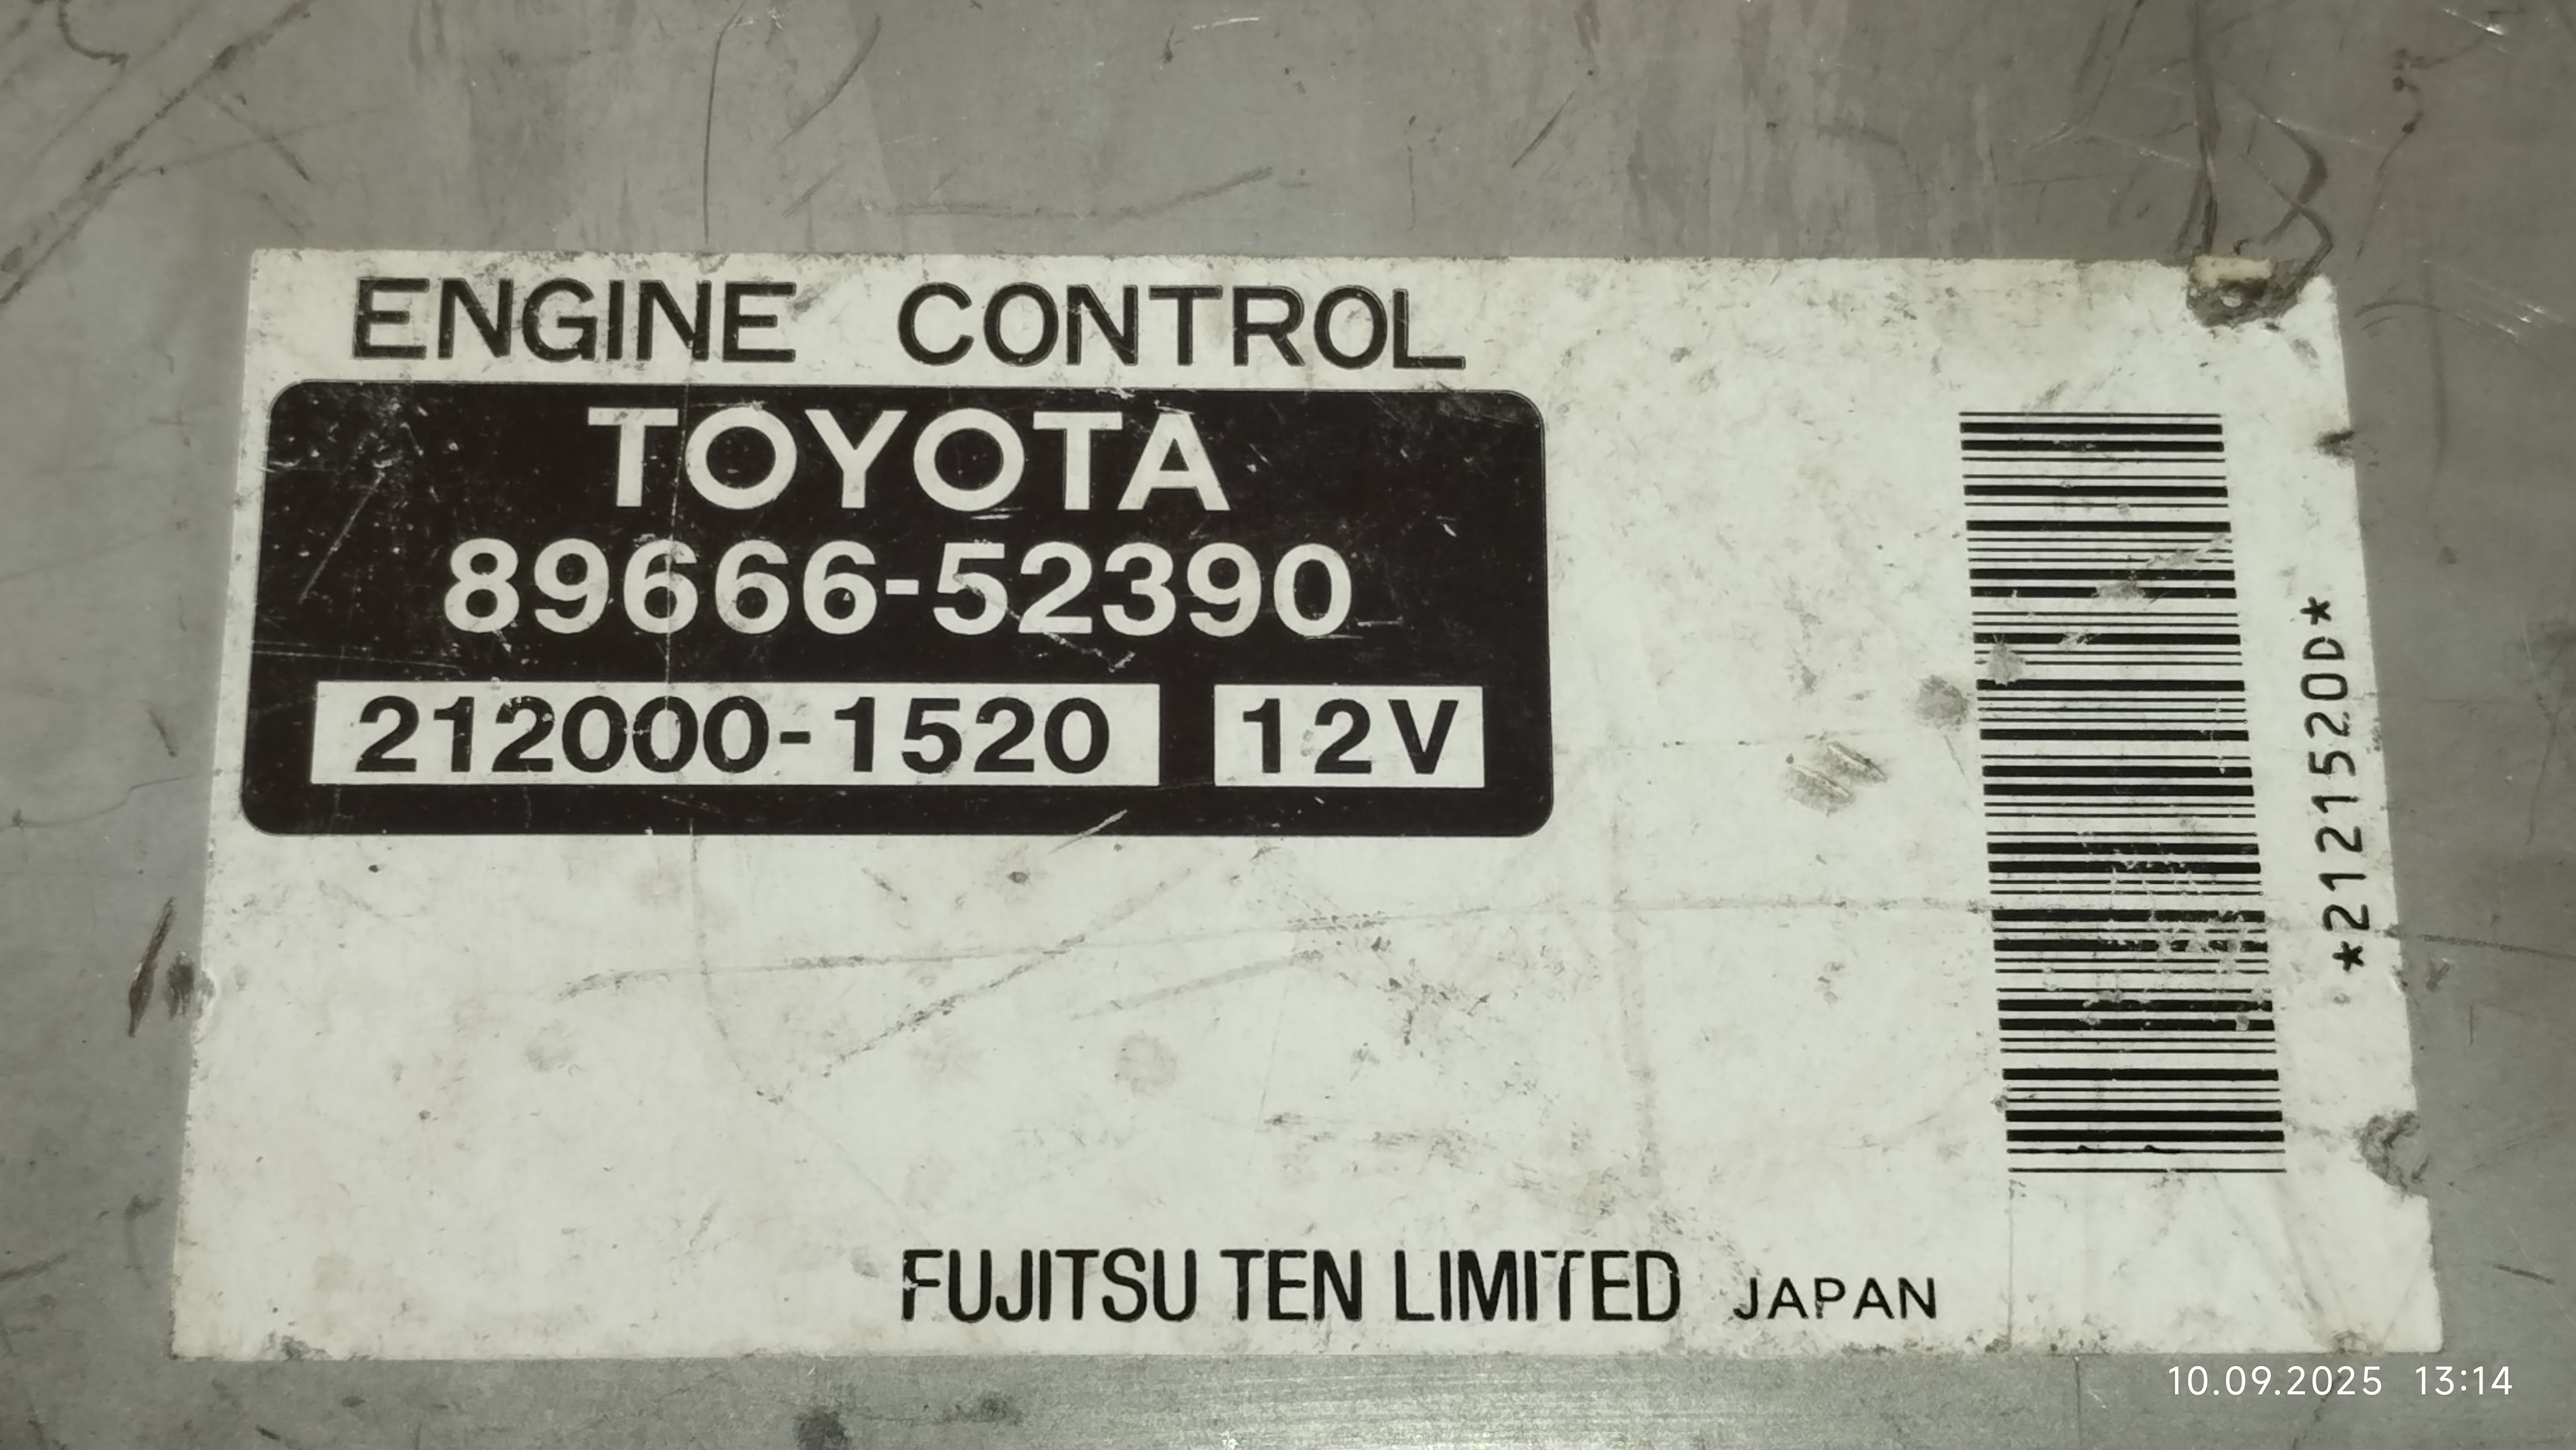 ENGINE CONTROL
TOYOTA
89666-52390
212000-1520 12V
*2121520D*
FUJITSU TEN LIMITED JAPAN
10.09.2025 13:14